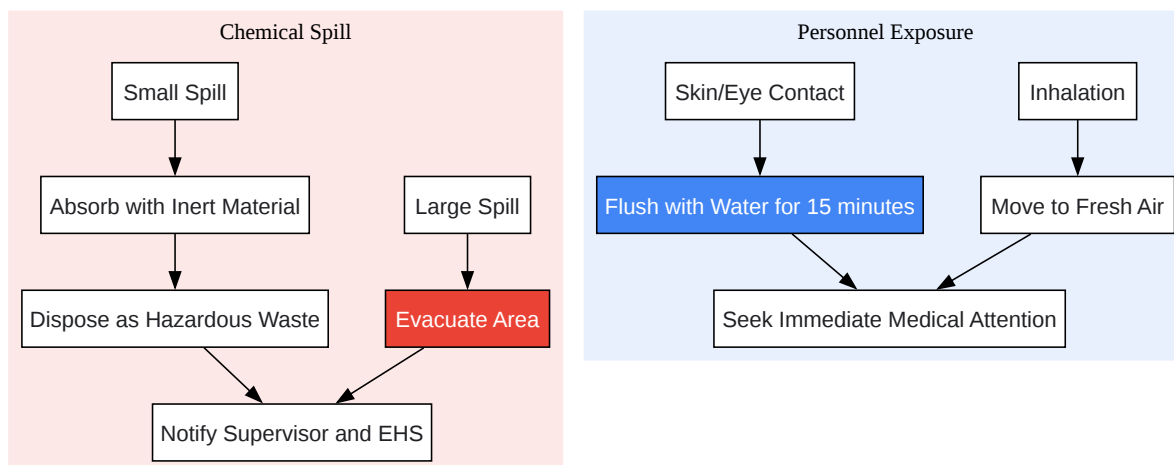 Chemical Spill
Small Spill
Absorb with Inert Material
Large Spill
Dispose as Hazardous Waste
Evacuate Area
Notify Supervisor and EHS
Personnel Exposure
Skin/Eye Contact
Inhalation
Flush with Water for 15 minutes
Move to Fresh Air
Seek Immediate Medical Attention